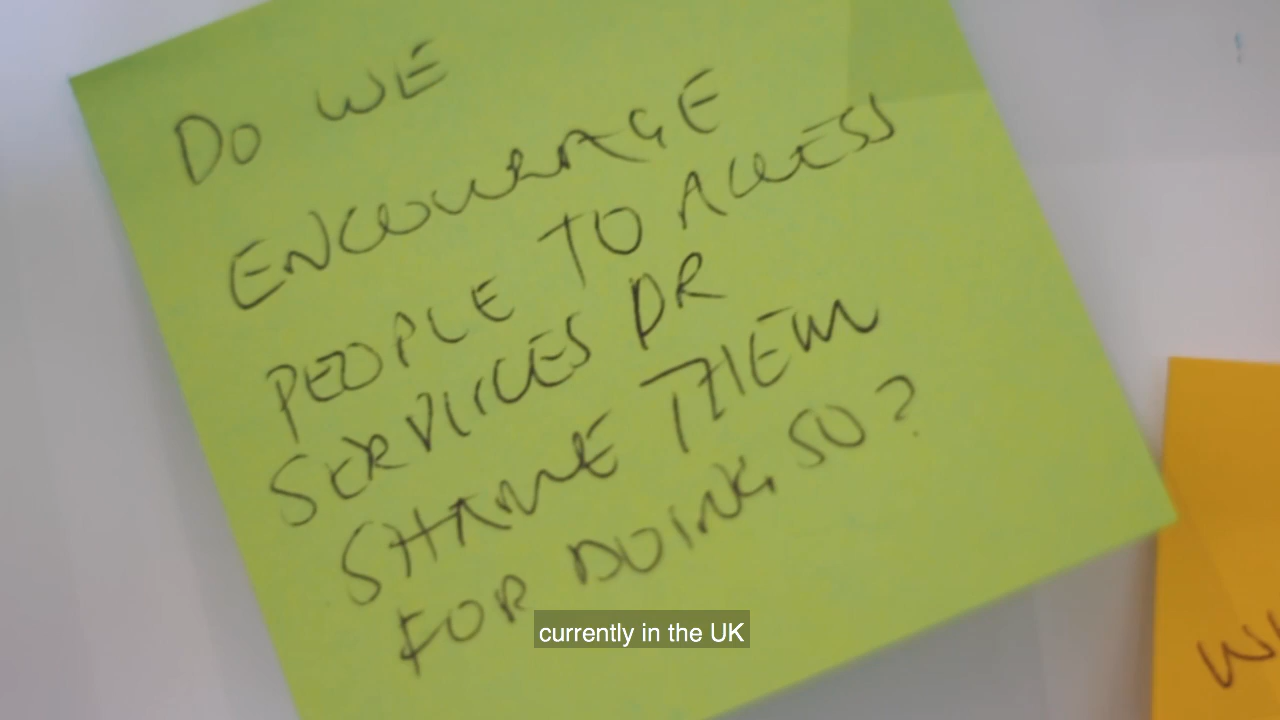 DO WE
ENCOURAGE
PEOPLE TO ACCESS
SERVICES OR
SHAME THEM
FOR DOING SO?
currently in the UK